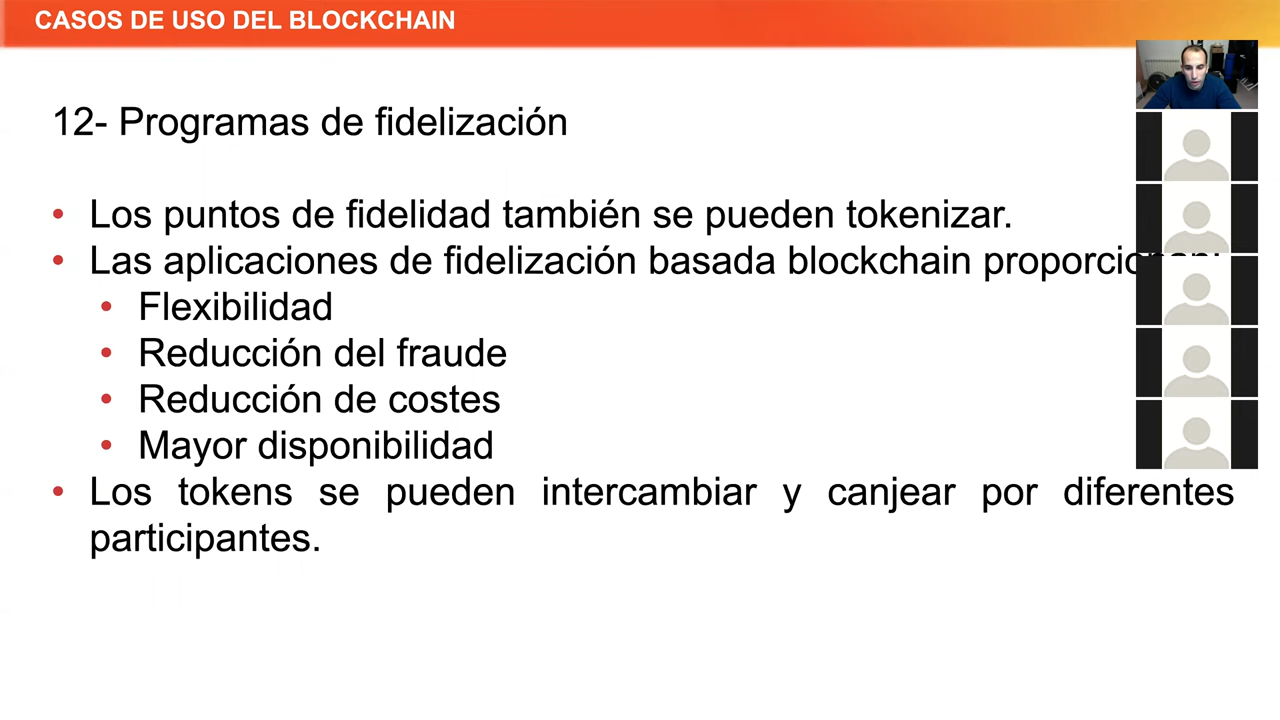 CASOS DE USO DEL BLOCKCHAIN
12- Programas de fidelización
• Los puntos de fidelidad también se pueden tokenizar.
• Las aplicaciones de fidelización basada blockchain proporcionan:
• Flexibilidad
• Reducción del fraude
• Reducción de costes
• Mayor disponibilidad
• Los tokens se pueden intercambiar y canjear por diferentes
participantes.